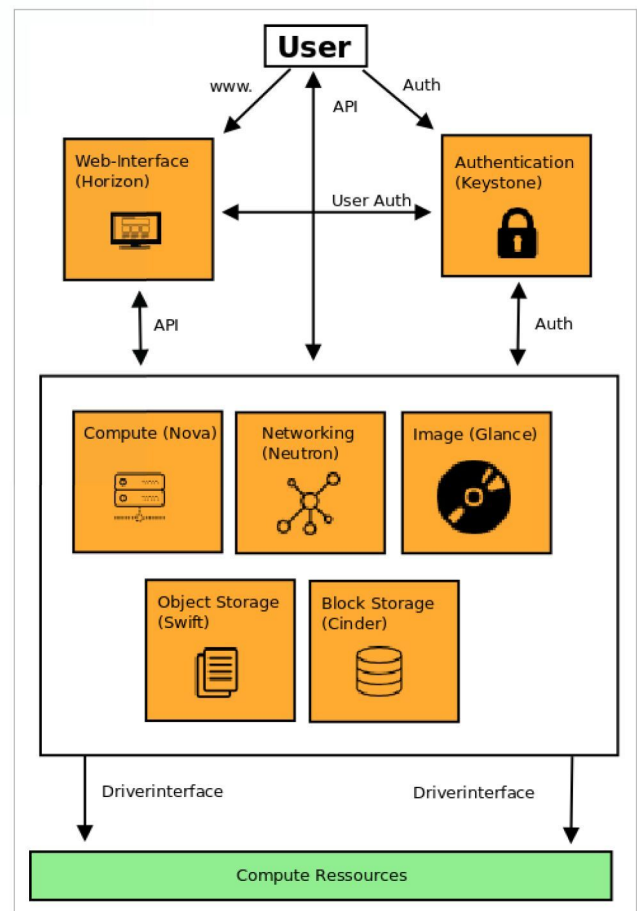 User
www.
API
Auth
Web-Interface
(Horizon)
Authentication
(Keystone)
User Auth
API
Auth
Compute (Nova)
Networking
(Neutron)
Image (Glance)
Object Storage
(Swift)
Block Storage
(Cinder)
Driverinterface
Driverinterface
Compute Ressources